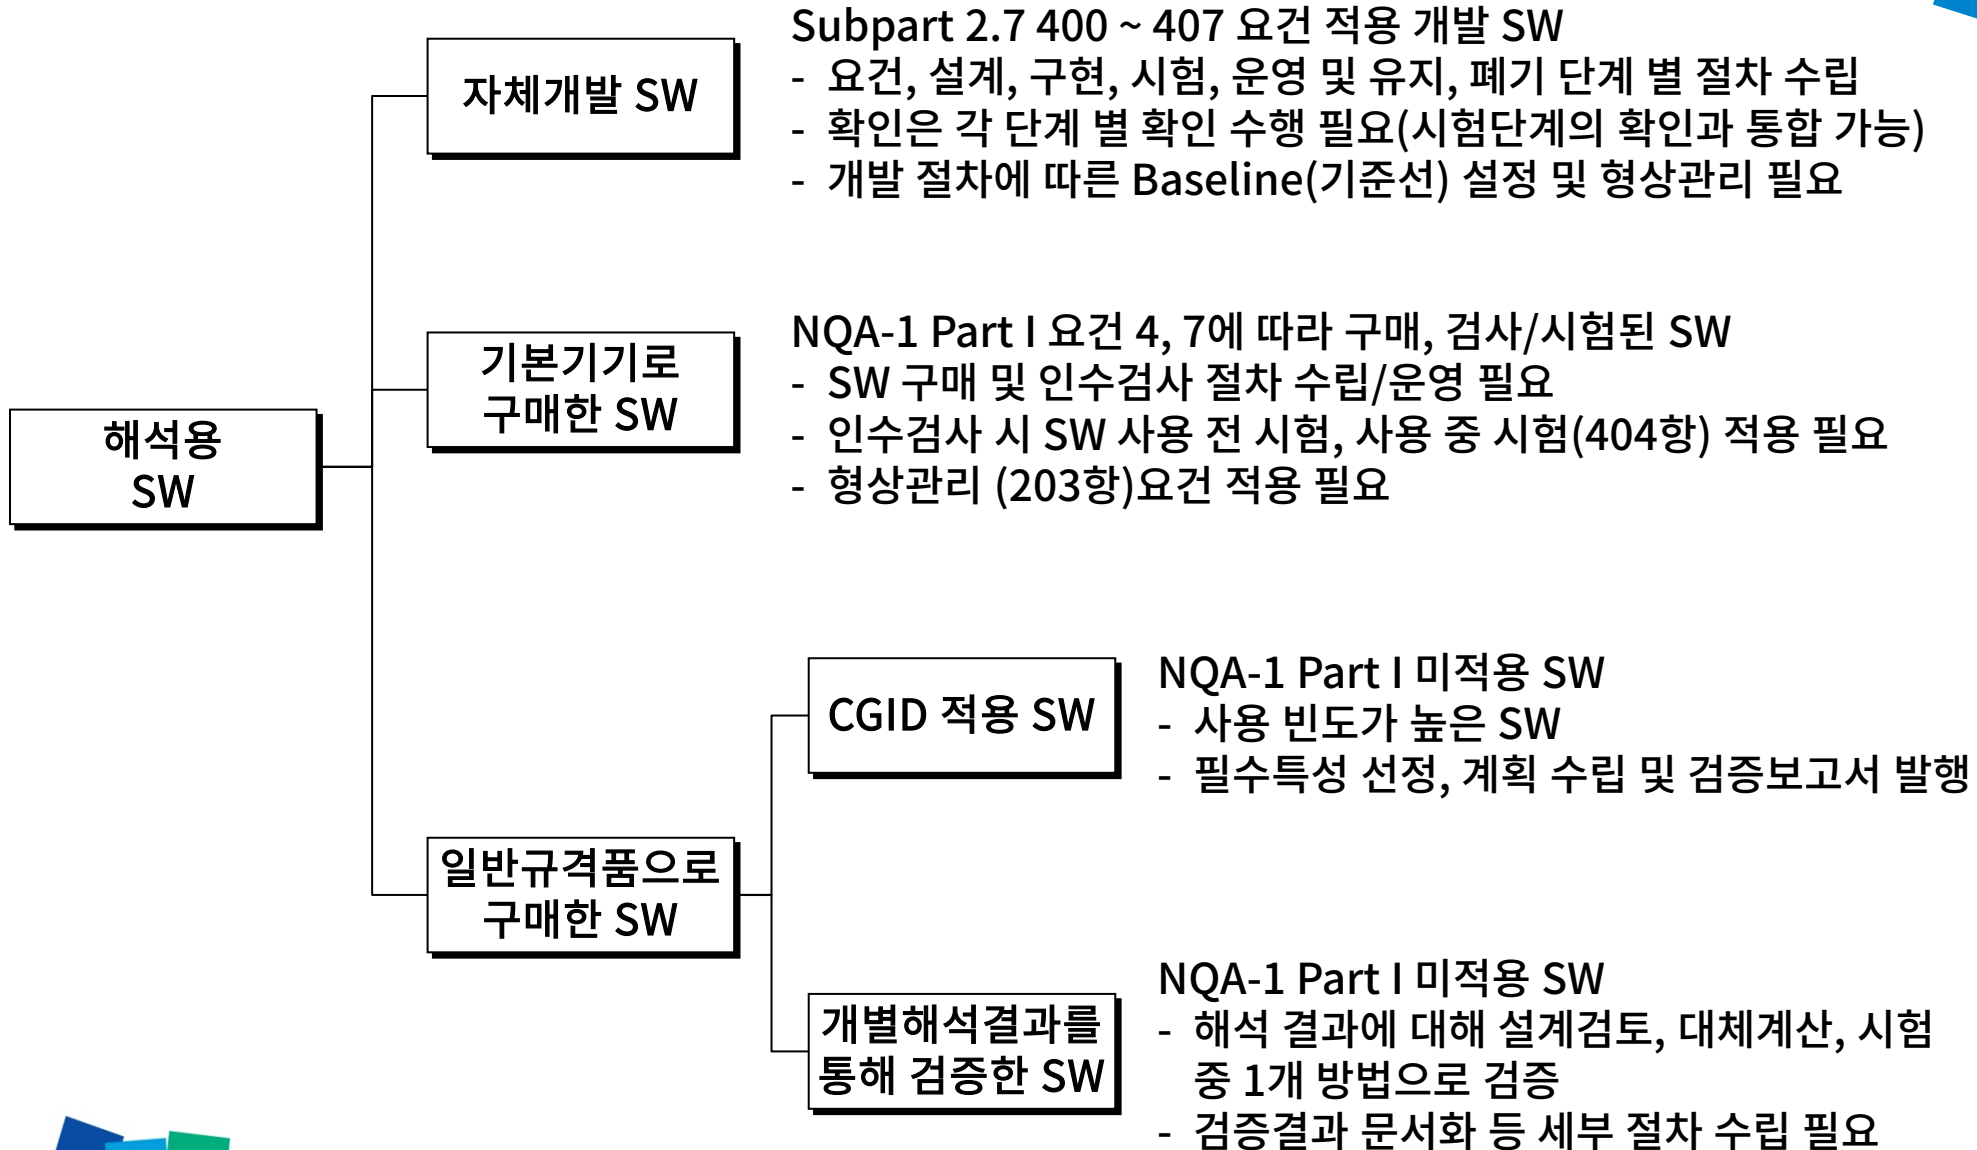 자체개발 SW
Subpart 2.7 400 ~ 407 요건 적용 개발 SW
- 요건, 설계, 구현, 시험, 운영 및 유지, 폐기 단계 별 절차 수립
- 확인은 각 단계 별 확인 수행 필요(시험단계의 확인과 통합 가능)
- 개발 절차에 따른 Baseline(기준선) 설정 및 형상관리 필요
해석용
SW
기본기기로
구매한 SW
NQA-1 Part I 요건 4, 7에 따라 구매, 검사/시험된 SW
- SW 구매 및 인수검사 절차 수립/운영 필요
- 인수검사 시 SW 사용 전 시험, 사용 중 시험(404항) 적용 필요
- 형상관리 (203항)요건 적용 필요
일반규격품으로
구매한 SW
CGID 적용 SW
NQA-1 Part I 미적용 SW
- 사용 빈도가 높은 SW
- 필수특성 선정, 계획 수립 및 검증보고서 발행
개별해석결과를
통해 검증한 SW
NQA-1 Part I 미적용 SW
- 해석 결과에 대해 설계검토, 대체계산, 시험
중 1개 방법으로 검증
- 검증결과 문서화 등 세부 절차 수립 필요